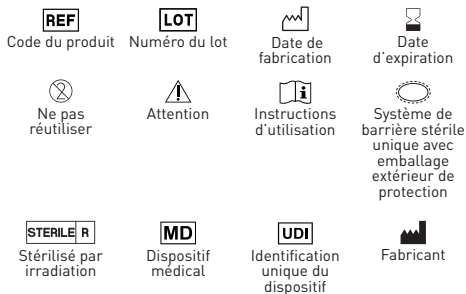 REF
LOT
Code du produit
Numéro du lot
Date de
fabrication
Date
d'expiration
2
Ne pas
réutiliser
Attention
i
Instructions
d'utilisation
Système de
barrière stérile
unique avec
emballage
extérieur de
protection
STERILE R
Stérilisé par
irradiation
MD
Dispositif
médical
UDI
Identification
unique du
dispositif
Fabricant